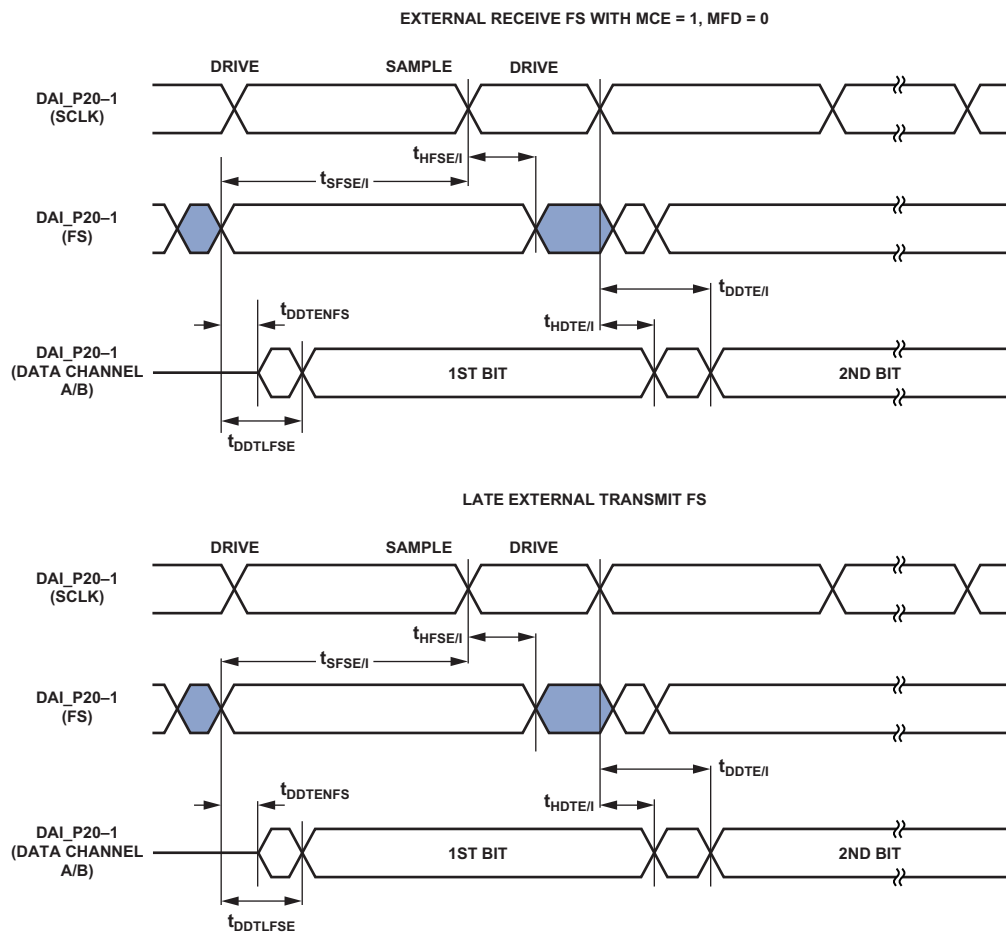 EXTERNAL RECEIVE FS WITH MCE = 1, MFD = 0
DRIVE SAMPLE DRIVE
DAI_P20–1
(SCLK)
tHFSE/I
tSFSE/I
DAI_P20–1
(FS)
tDDTE/I
tDDTENFS
tHDTE/I
DAI_P20–1
(DATA CHANNEL
A/B)
1ST BIT 2ND BIT
tDDTLFSE
LATE EXTERNAL TRANSMIT FS
DRIVE SAMPLE DRIVE
DAI_P20–1
(SCLK)
tHFSE/I
tSFSE/I
DAI_P20–1
(FS)
tDDTE/I
tDDTENFS
tHDTE/I
DAI_P20–1
(DATA CHANNEL
A/B)
1ST BIT 2ND BIT
tDDTLFSE